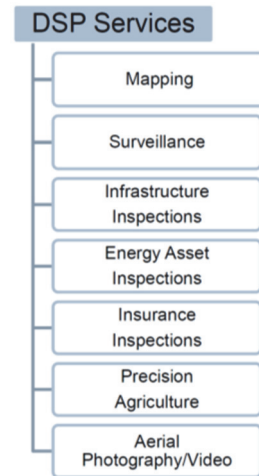 DSP Services
Mapping
Surveillance
Infrastructure
Inspections
Energy Asset
Inspections
Insurance
Inspections
Precision
Agriculture
Aerial
Photography/Video